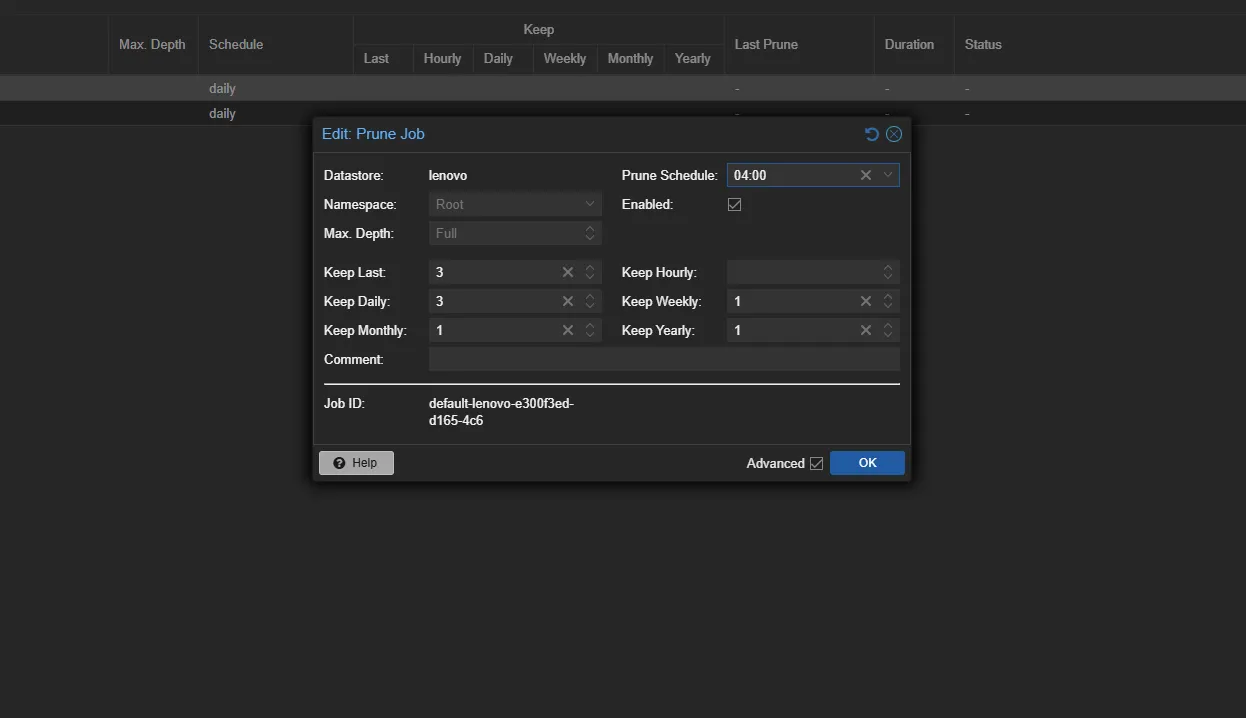 Keep
Max. Depth Schedule Last Prune Duration Status
Last Hourly Daily Weekly Monthly Yearly
daily - - -
daily - - -
Edit: Prune Job
Datastore: lenovo Prune Schedule: 04:00
Namespace: Root Enabled:
Max. Depth: Full
Keep Last: 3 Keep Hourly:
Keep Daily: 3 Keep Weekly: 1
Keep Monthly: 1 Keep Yearly: 1
Comment:
Job ID: default-lenovo-e300f3ed-
d165-4c6
Help Advanced OK